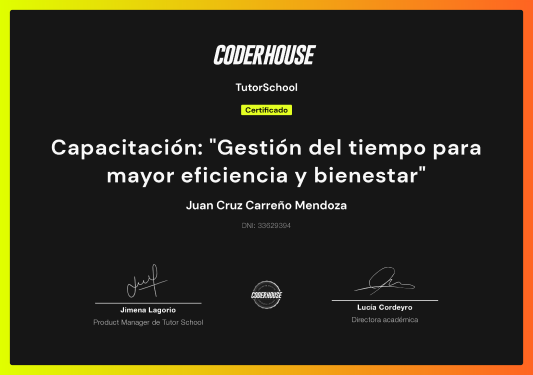 CODERHOUSE
TutorSchool
Certificado
Capacitación: "Gestión del tiempo para
mayor eficiencia y bienestar"
Juan Cruz Carreño Mendoza
DNI: 33629394
CODERHOUSE
Jimena Lagorio
Product Manager de Tutor School
Lucía Cordeyro
Directora académica